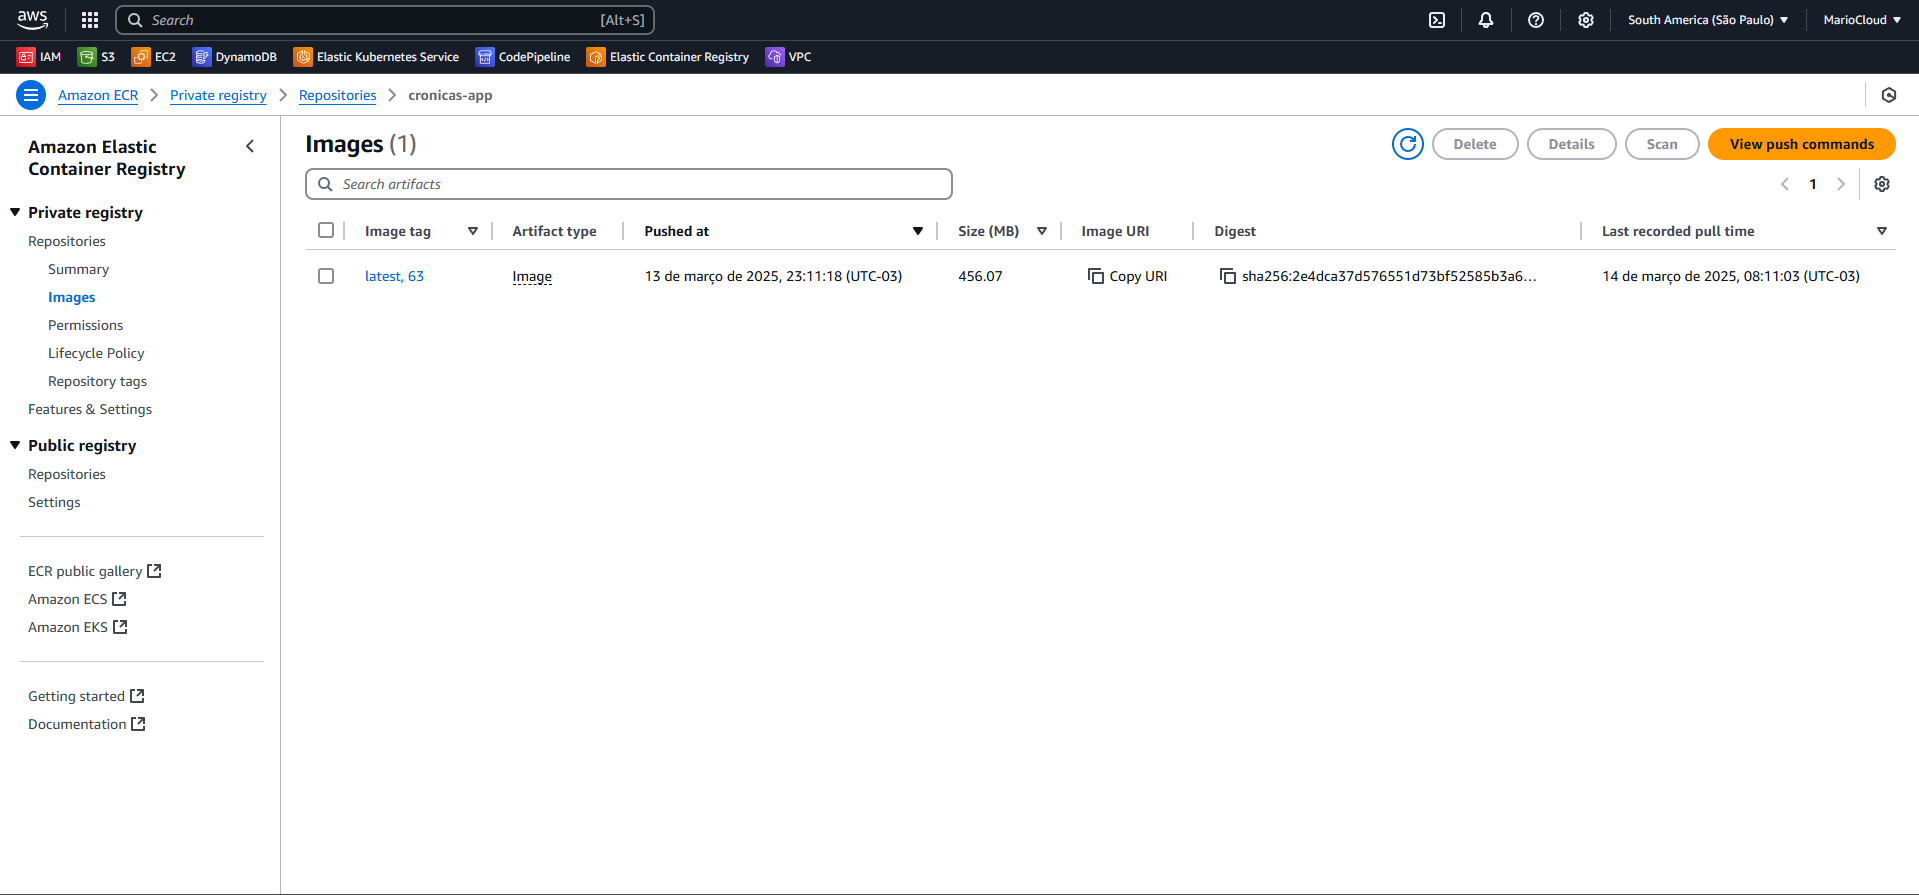 aws
Search [Alt+S] South America (São Paulo) MarioCloud
IAM S3 EC2 DynamoDB Elastic Kubernetes Service CodePipeline Elastic Container Registry VPC
Amazon ECR Private registry Repositories cronicas-app
Amazon Elastic
Container Registry
Private registry
Repositories
Summary
Images
Permissions
Lifecycle Policy
Repository tags
Features & Settings
Public registry
Repositories
Settings
ECR public gallery
Amazon ECS
Amazon EKS
Getting started
Documentation
Images (1) Delete Details Scan View push commands
Search artifacts 1
Image tag Artifact type Pushed at Size (MB) Image URI Digest Last recorded pull time
latest, 63 Image 13 de março de 2025, 23:11:18 (UTC-03) 456.07 Copy URI sha256:2e4dca37d576551d73bf52585b3a6... 14 de março de 2025, 08:11:03 (UTC-03)